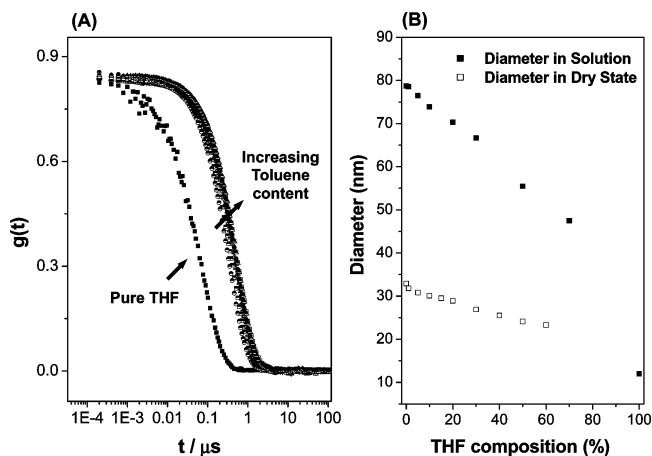 (A)
0.9
0.6
0.3
0.0
g(t)
Increasing
Toluene
content
Pure THF
1E-4 1E-3 0.01 0.1 1 10 100
t / μs
(B)
90
80
70
60
50
40
30
20
10
Diameter (nm)
Diameter in Solution
Diameter in Dry State
0 20 40 60 80 100
THF composition (%)